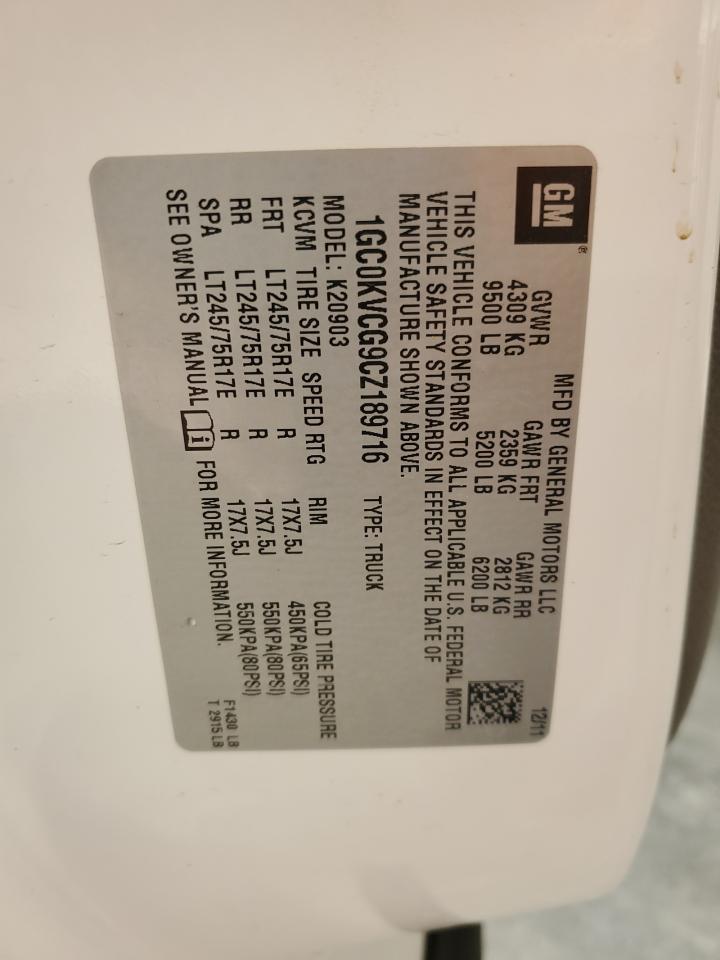 GM®
MFD BY GENERAL MOTORS LLC 12/11
GVWR GAWR FRT GAWR RR
4309 KG 2359 KG 2812 KG
9500 LB 5200 LB 6200 LB
THIS VEHICLE CONFORMS TO ALL APPLICABLE U.S. FEDERAL MOTOR
VEHICLE SAFETY STANDARDS IN EFFECT ON THE DATE OF
MANUFACTURE SHOWN ABOVE.
1GC0KVCG9CZ189716 TYPE: TRUCK
MODEL: K20903
KCVM TIRE SIZE SPEED RTG RIM COLD TIRE PRESSURE
FRT LT245/75R17E R 17X7.5J 450KPA(65PSI)
RR LT245/75R17E R 17X7.5J 550KPA(80PSI)
SPA LT245/75R17E R 17X7.5J 550KPA(80PSI)
SEE OWNER'S MANUAL i FOR MORE INFORMATION.
F1430 LB
T 2915 LB